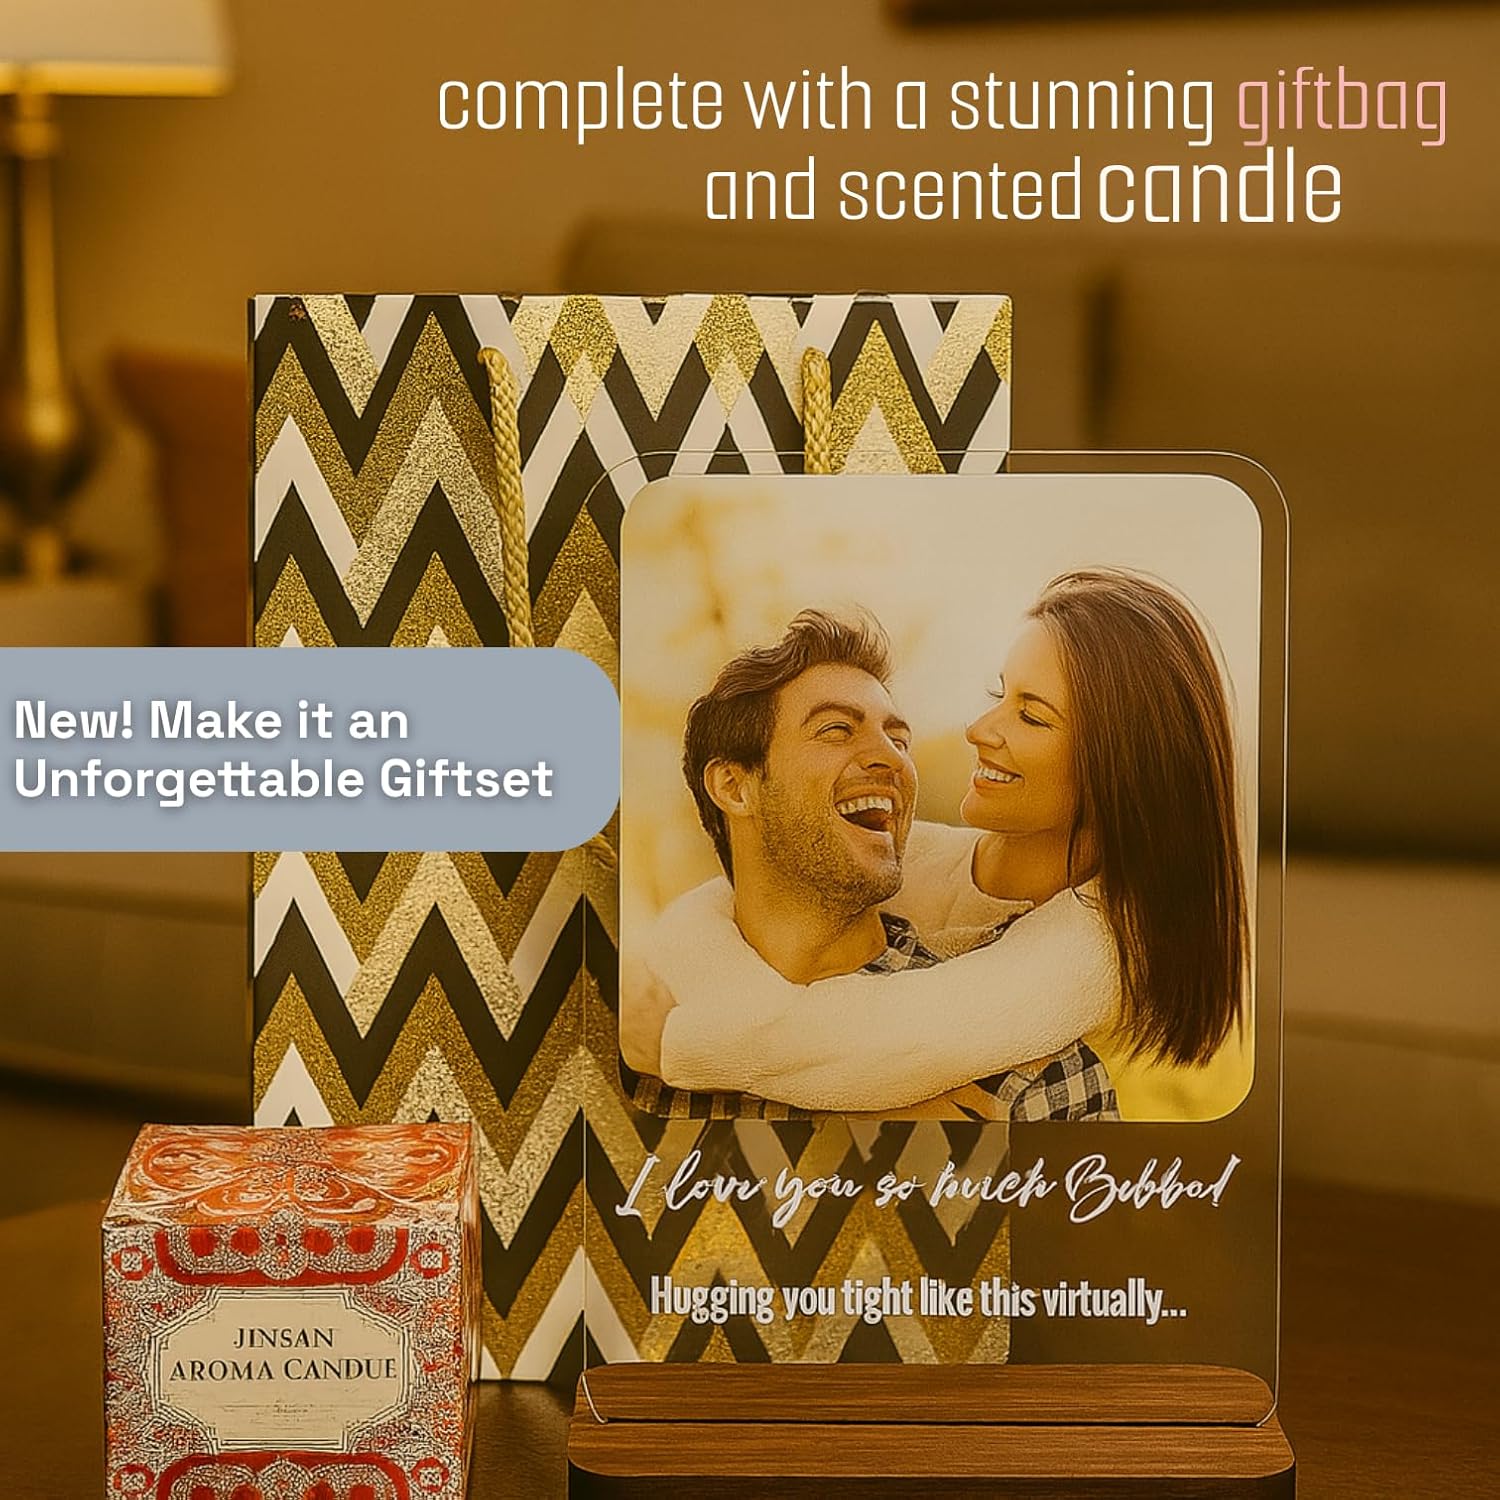 complete with a stunning giftbag
and scented candle
New! Make it an
Unforgettable Giftset
I love you so much Bubba!
Hugging you tight like this virtually...
JINSAN
AROMA CANDUE